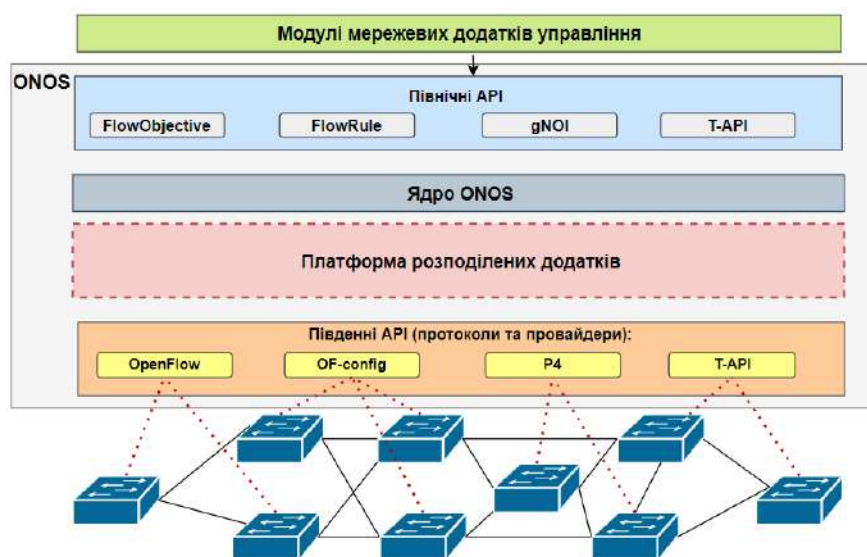 Модулі мережевих додатків управління
ONOS
Північні API
FlowObjective FlowRule gNOI T-API
Ядро ONOS
Платформа розподілених додатків
Південні API (протоколи та провайдери):
OpenFlow OF-config P4 T-API